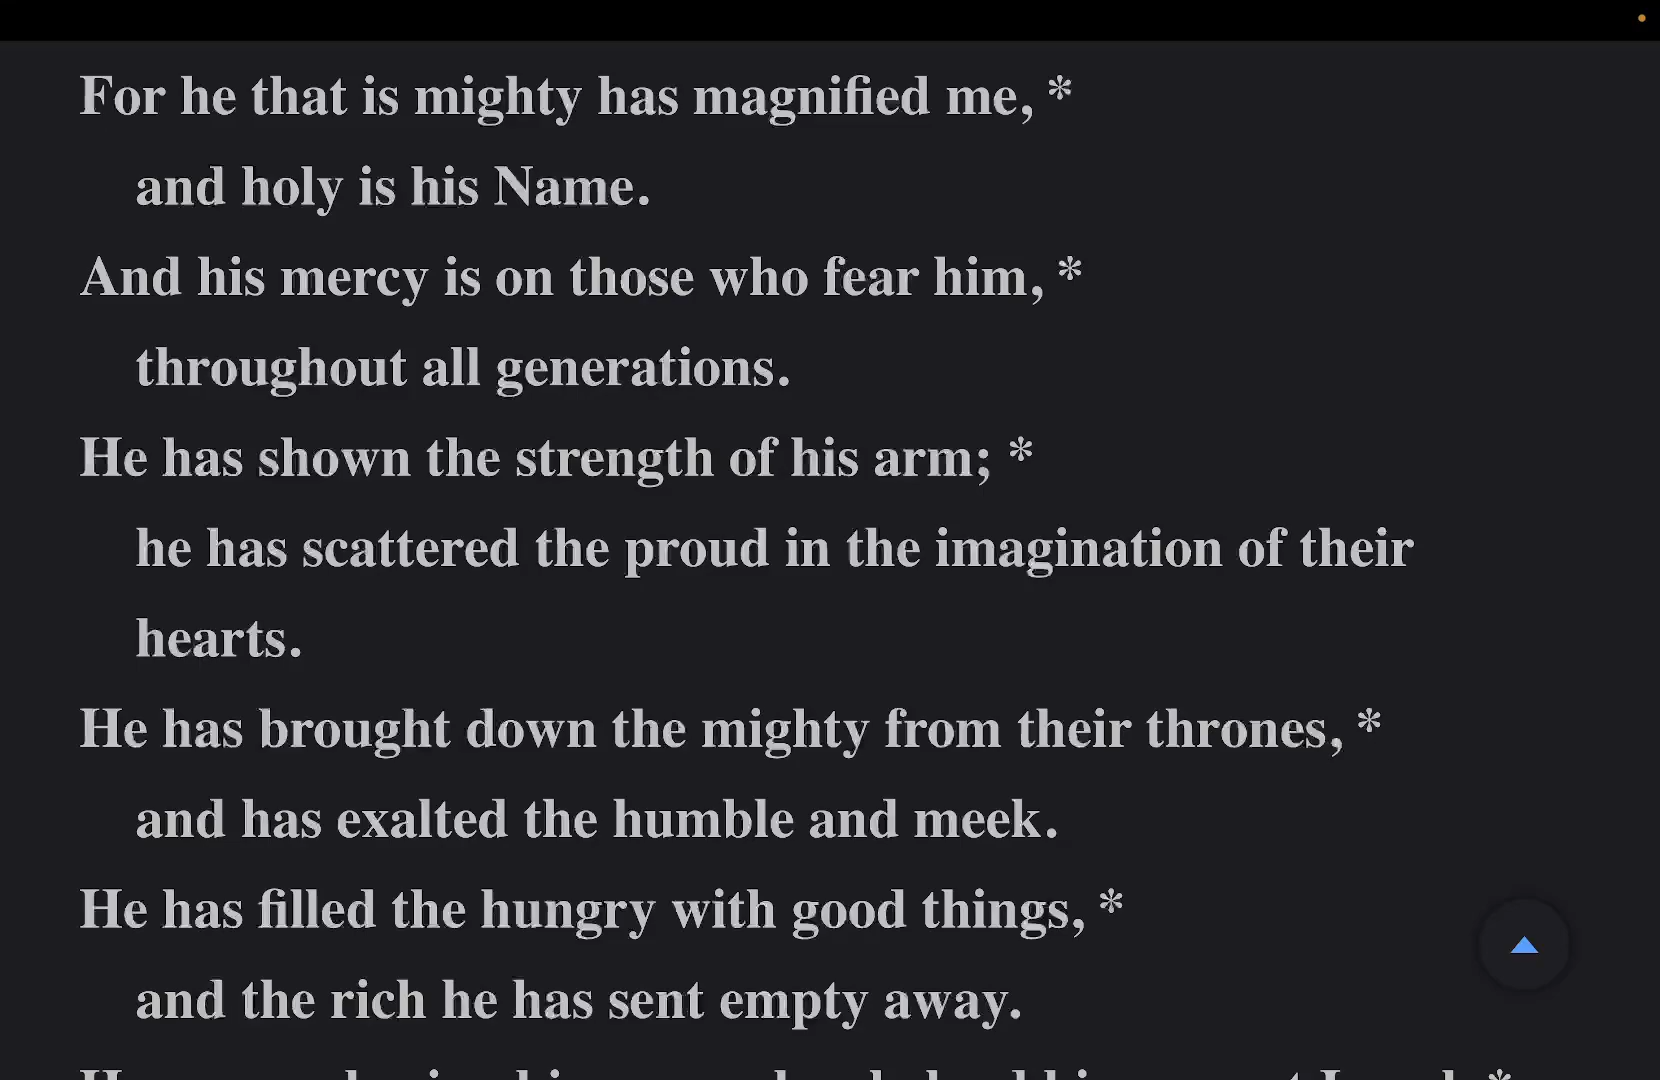 For he that is mighty has magnified me, *
and holy is his Name.
And his mercy is on those who fear him, *
throughout all generations.
He has shown the strength of his arm; *
he has scattered the proud in the imagination of their
hearts.
He has brought down the mighty from their thrones, *
and has exalted the humble and meek.
He has filled the hungry with good things, *
and the rich he has sent empty away.